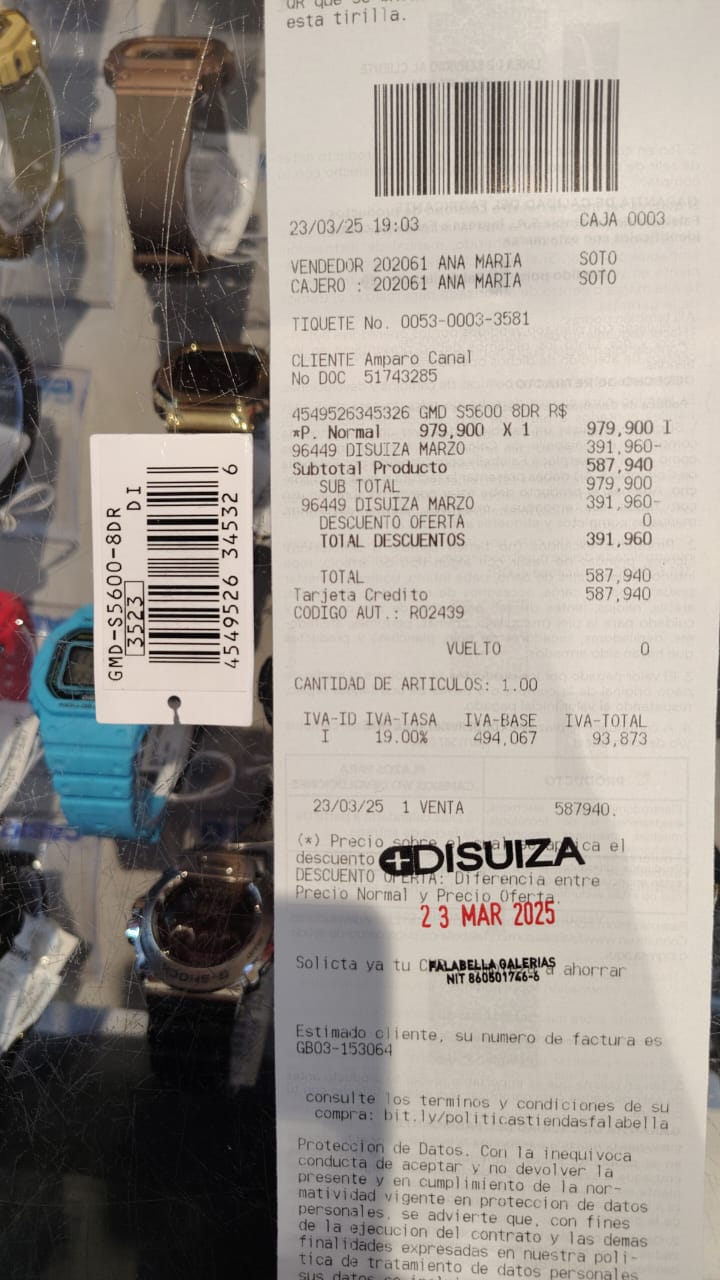 esta tirilla.
23/03/25 19:03 CAJA 0003
VENDEDOR 202061 ANA MARIA SOTO
CAJERO : 202061 ANA MARIA SOTO
TIQUETE No. 0053-0003-3581
CLIENTE Amparo Canal
No DOC 51743285
4549526345326 GMD S5600 8DR R$
*P. Normal 979,900 X 1 979,900 I
96449 DISUIZA MARZO 391,960-
Subtotal Producto 587,940
SUB TOTAL 979,900
96449 DISUIZA MARZO 391,960-
DESCUENTO OFERTA 0
TOTAL DESCUENTOS 391,960
TOTAL 587,940
Tarjeta Credito 587,940
CODIGO AUT.: R02439
VUELTO 0
CANTIDAD DE ARTICULOS: 1.00
IVA-ID IVA-TASA IVA-BASE IVA-TOTAL
I 19.00% 494,067 93,873
23/03/25 1 VENTA 587940.
(*) Precio sobre el cual se aplica el
descuento
DISUIZA
DESCUENTO OFERTA: Diferencia entre
Precio Normal y Precio Oferta.
23 MAR 2025
Solicta ya tu a ahorrar
FALABELLA GALERIAS
NIT 860501746-6
Estimado cliente, su numero de factura es
GB03-153064
consulte los terminos y condiciones de su
compra: bit.ly/politicastiendasfalabella
Proteccion de Datos. Con la inequivoca
conducta de aceptar y no devolver la
presente y en cumplimiento de la nor-
matividad vigente en proteccion de datos
personales, se advierte que, con fines
de la ejecucion del contrato y las demas
finalidades expresadas en nuestra poli-
tica de tratamiento de datos personales
GMD-S5600-8DR
3523 DI
4549526 34532 6
G-SHOCK